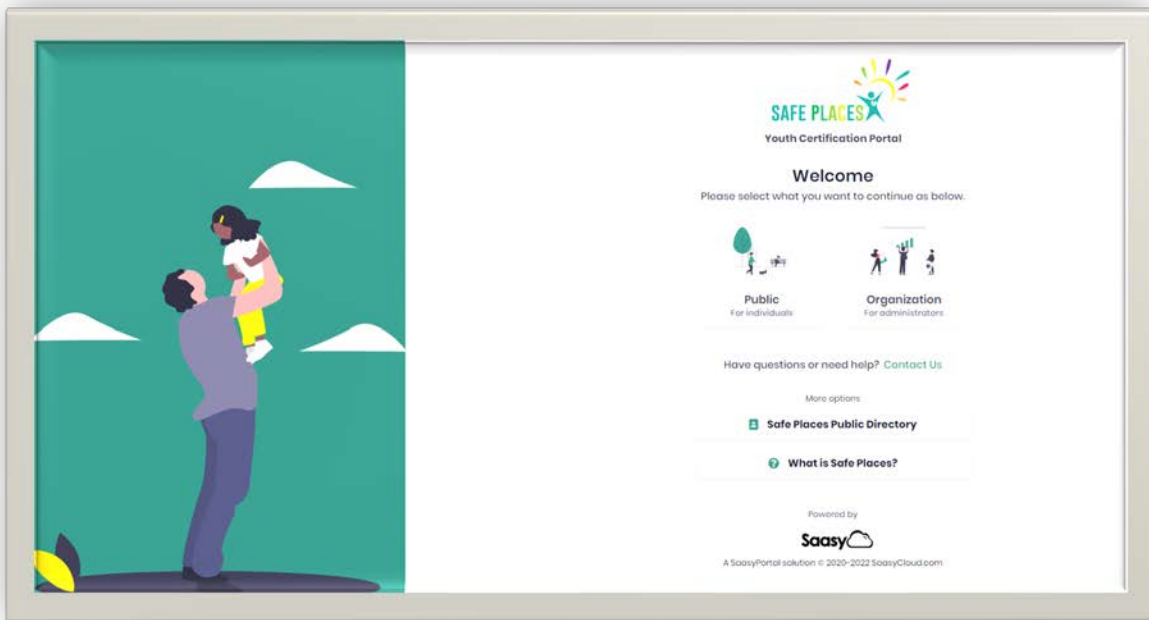 SAFE PLACES
Youth Certification Portal
Welcome
Please select what you want to continue as below.
Public
For individuals
Organization
For administrators
Have questions or need help? Contact Us
More options
Safe Places Public Directory
What is Safe Places?
Powered by
Saasy
A SaasyPortal solution © 2020-2022 SaasyCloud.com